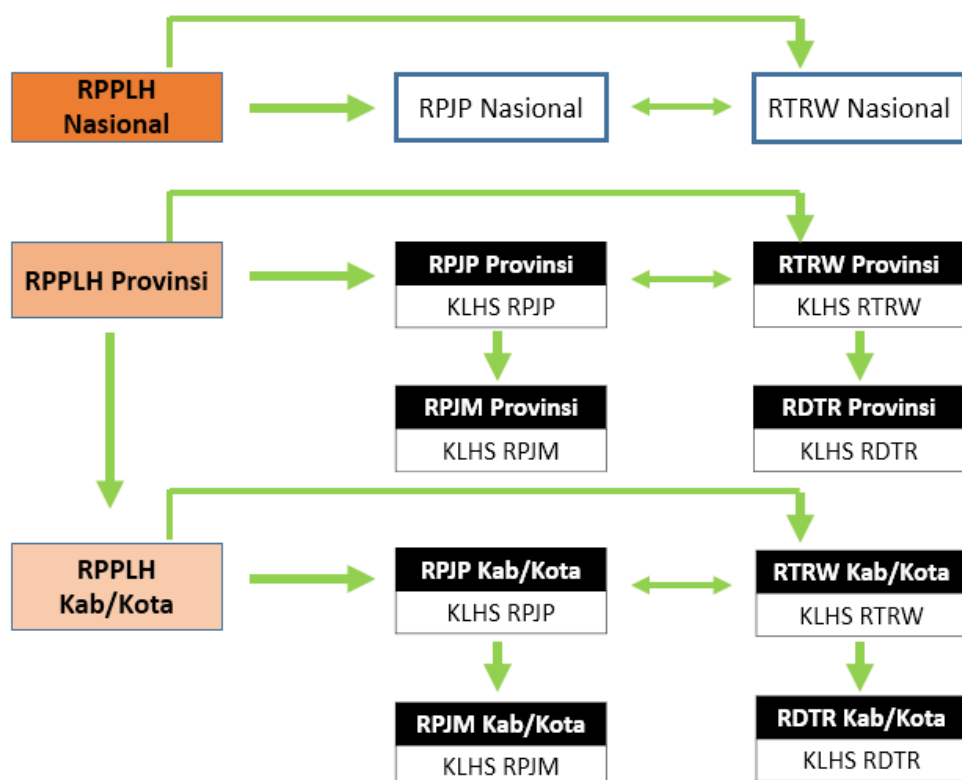 RPPLH
Nasional
RPJP Nasional
RTRW Nasional
RPPLH Provinsi
RPJP Provinsi
KLHS RPJP
RTRW Provinsi
KLHS RTRW
RPJM Provinsi
KLHS RPJM
RDTR Provinsi
KLHS RDTR
RPPLH
Kab/Kota
RPJP Kab/Kota
KLHS RPJP
RTRW Kab/Kota
KLHS RTRW
RPJM Kab/Kota
KLHS RPJM
RDTR Kab/Kota
KLHS RDTR